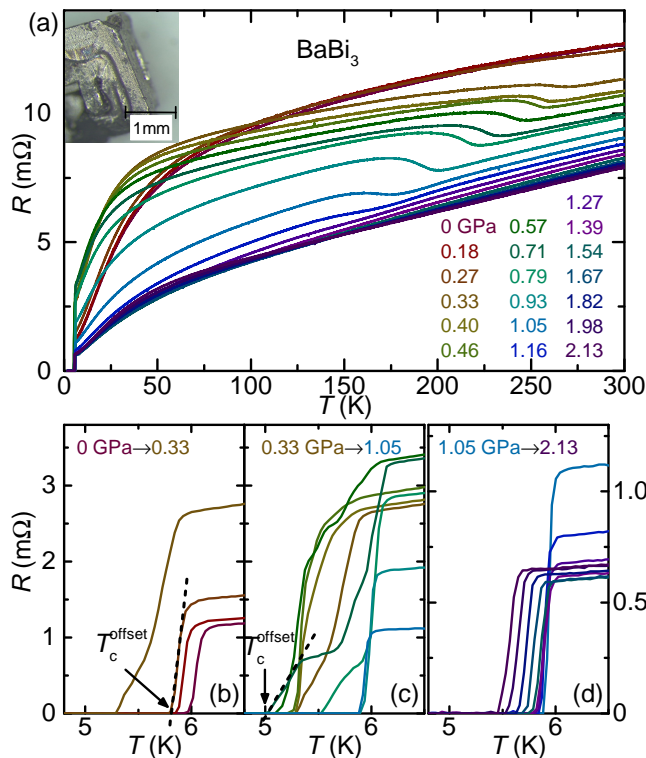 (a)
BaBi3
1mm
R (mΩ)
10
5
0
1.27
0 GPa 0.57 1.39
0.18 0.71 1.54
0.27 0.79 1.67
0.33 0.93 1.82
0.40 1.05 1.98
0.46 1.16 2.13
0 50 100 150 200 250 300
T (K)
0 GPa→0.33
0.33 GPa→1.05
1.05 GPa→2.13
R (mΩ)
3
2
1
0
1.0
0.5
0
Tcoffset
Tcoffset
(b)
(c)
(d)
5 6 5 6 5 6
T (K) T (K) T (K)